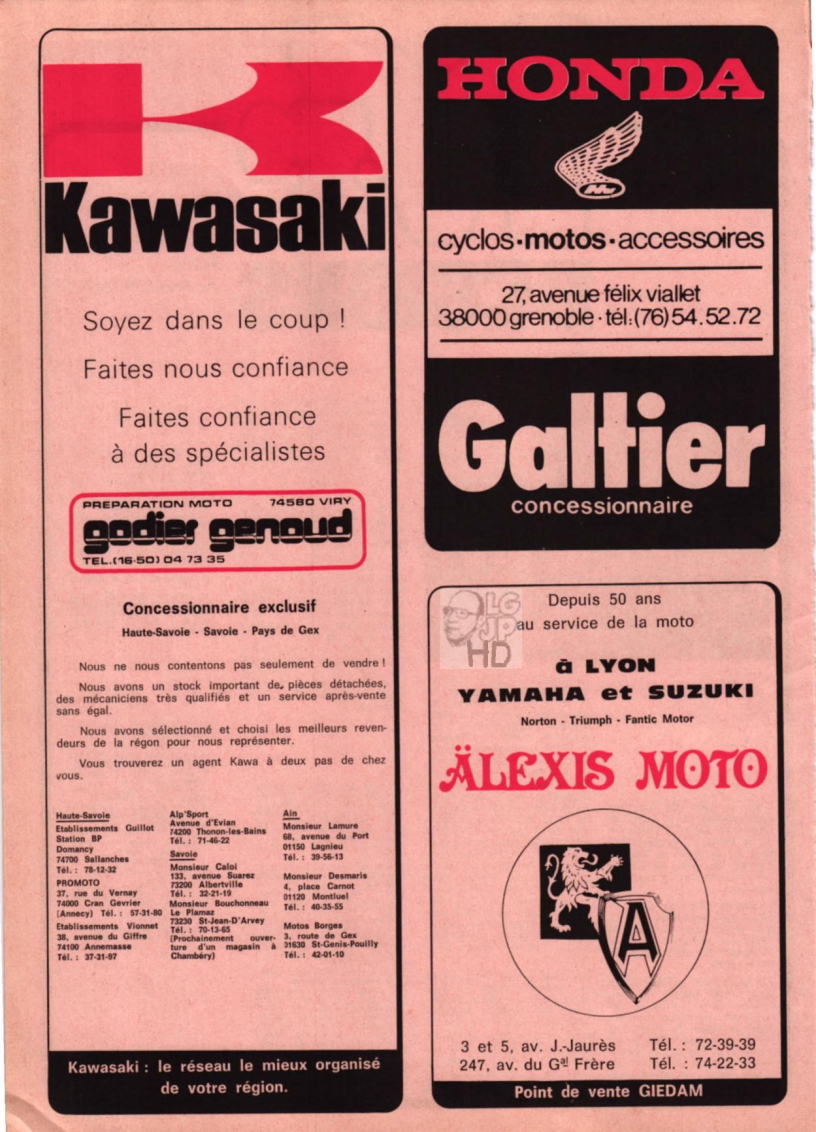 Kawasaki
Soyez dans le coup !
Faites nous confiance
Faites confiance
à des spécialistes
PREPARATION MOTO 74580 VIRY
godier genoud
TEL.(16-50) 04 73 35
Concessionnaire exclusif
Haute-Savoie - Savoie - Pays de Gex
Nous ne nous contentons pas seulement de vendre !
Nous avons un stock important de pièces détachées,
des mécaniciens très qualifiés et un service après-vente
sans égal.
Nous avons sélectionné et choisi les meilleurs reven-
deurs de la régon pour nous représenter.
Vous trouverez un agent Kawa à deux pas de chez
vous.
Haute-Savoie
Etablissements Guillot
Station BP
Domancy
74700 Sallanches
Tél. : 78-12-32
PROMOTO
37, rue du Vernay
74000 Cran Gevrier
(Annecy) Tél. : 57-31-80
Etablissements Vionnet
38, avenue du Giffre
74100 Annemasse
Tél. : 37-31-97
Alp'Sport
Avenue d'Evian
74200 Thonon-les-Bains
Tél. : 71-46-22
Savoie
Monsieur Caloi
133, avenue Suarez
73200 Albertville
Tél. : 32-21-19
Monsieur Bouchonneau
Le Plamaz
73230 St-Jean-D'Arvey
Tél. : 70-13-65
(Prochainement ouver-
ture d'un magasin à
Chambéry)
Ain
Monsieur Lamure
68, avenue du Port
01150 Lagnieu
Tél. : 39-56-13
Monsieur Desmaris
4, place Carnot
01120 Montluel
Tél. : 40-35-55
Motos Borges
3, route de Gex
01630 St-Genis-Pouilly
Tél. : 42-01-10
Kawasaki : le réseau le mieux organisé
de votre région.
HONDA
cyclos · motos · accessoires
27, avenue félix viallet
38000 grenoble · tél: (76) 54.52.72
Galtier
concessionnaire
LG
JP
HD
Depuis 50 ans
au service de la moto
à LYON
YAMAHA et SUZUKI
Norton - Triumph - Fantic Motor
ÄLEXIS MOTO
A
3 et 5, av. J.-Jaurès Tél. : 72-39-39
247, av. du Gal Frère Tél. : 74-22-33
Point de vente GIEDAM